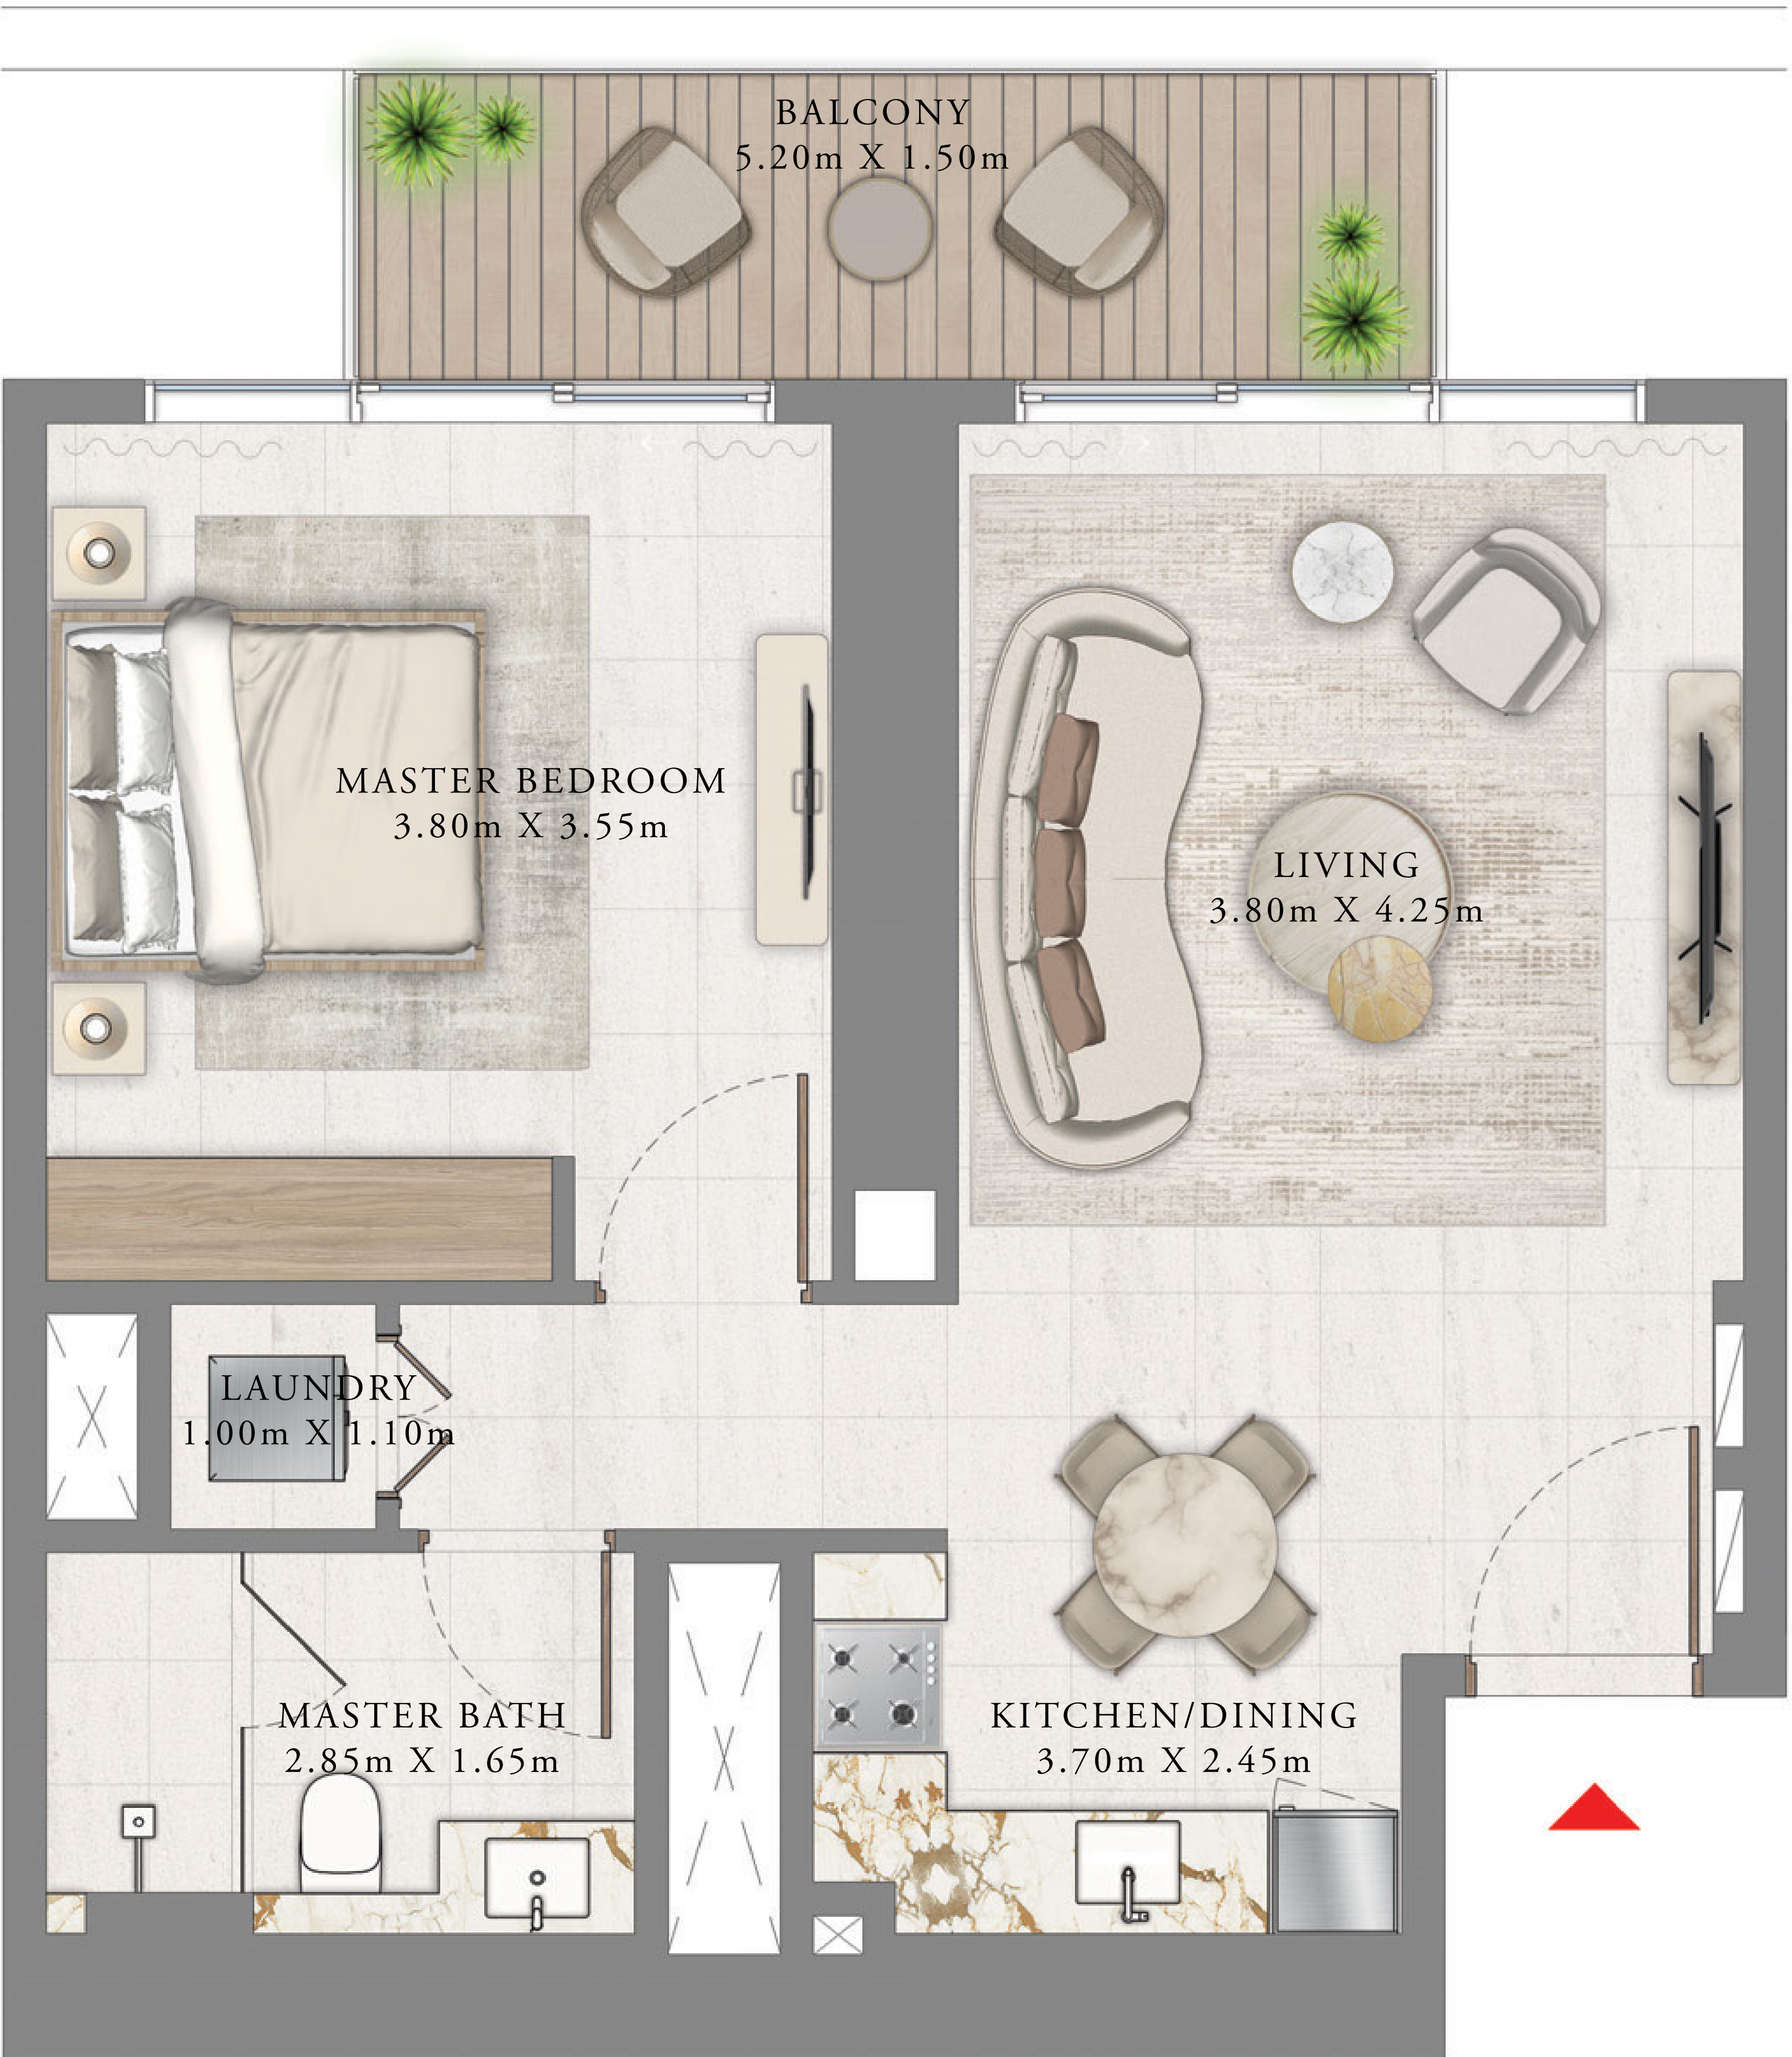 BALCONY
5.20m X 1.50m
MASTER BEDROOM
3.80m X 3.55m
LIVING
3.80m X 4.25m
LAUNDRY
1.00m X 1.10m
MASTER BATH
2.85m X 1.65m
KITCHEN/DINING
3.70m X 2.45m